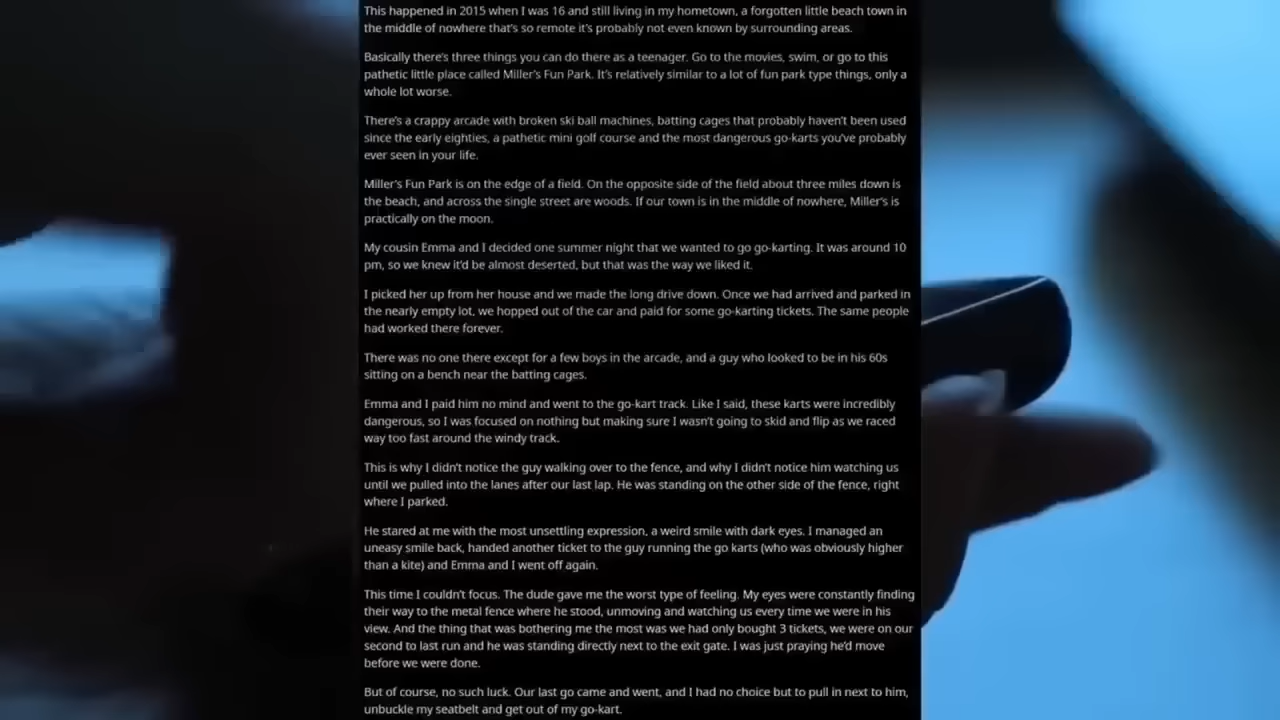 This happened in 2015 when I was 16 and still living in my hometown, a forgotten little beach town in
the middle of nowhere that's so remote it's probably not even known by surrounding areas.
Basically there's three things you can do there as a teenager. Go to the movies, swim, or go to this
pathetic little place called Miller's Fun Park. It's relatively similar to a lot of fun park type things, only a
whole lot worse.
There's a crappy arcade with broken ski ball machines, batting cages that probably haven't been used
since the early eighties, a pathetic mini golf course and the most dangerous go-karts you've probably
ever seen in your life.
Miller's Fun Park is on the edge of a field. On the opposite side of the field about three miles down is
the beach, and across the single street are woods. If our town is in the middle of nowhere, Miller's is
practically on the moon.
My cousin Emma and I decided one summer night that we wanted to go go-karting. It was around 10
pm, so we knew it'd be almost deserted, but that was the way we liked it.
I picked her up from her house and we made the long drive down. Once we had arrived and parked in
the nearly empty lot, we hopped out of the car and paid for some go-karting tickets. The same people
had worked there forever.
There was no one there except for a few boys in the arcade, and a guy who looked to be in his 60s
sitting on a bench near the batting cages.
Emma and I paid him no mind and went to the go-kart track. Like I said, these karts were incredibly
dangerous, so I was focused on nothing but making sure I wasn't going to skid and flip as we raced
way too fast around the windy track.
This is why I didn't notice the guy walking over to the fence, and why I didn't notice him watching us
until we pulled into the lanes after our last lap. He was standing on the other side of the fence, right
where I parked.
He stared at me with the most unsettling expression, a weird smile with dark eyes. I managed an
uneasy smile back, handed another ticket to the guy running the go karts (who was obviously higher
than a kite) and Emma and I went off again.
This time I couldn't focus. The dude gave me the worst type of feeling. My eyes were constantly finding
their way to the metal fence where he stood, unmoving and watching us every time we were in his
view. And the thing that was bothering me the most was we had only bought 3 tickets, we were on our
second to last run and he was standing directly next to the exit gate. I was just praying he'd move
before we were done.
But of course, no such luck. Our last go came and went, and I had no choice but to pull in next to him,
unbuckle my seatbelt and get out of my go-kart.